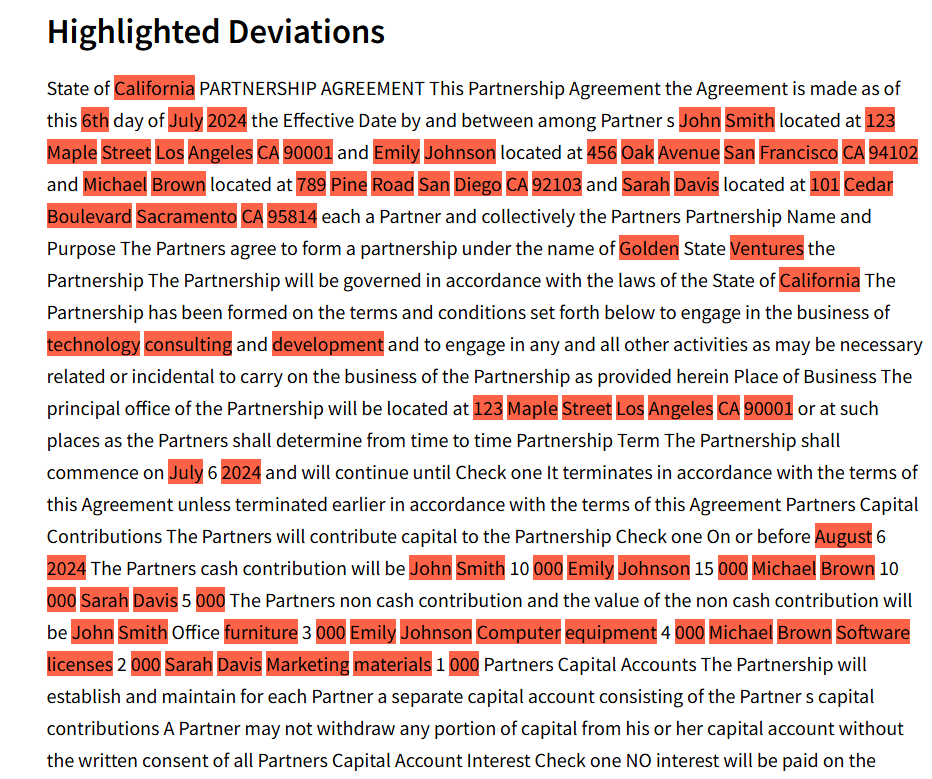 Highlighted Deviations
State of California PARTNERSHIP AGREEMENT This Partnership Agreement the Agreement is made as of
this 6th day of July 2024 the Effective Date by and between among Partner s John Smith located at 123
Maple Street Los Angeles CA 90001 and Emily Johnson located at 456 Oak Avenue San Francisco CA 94102
and Michael Brown located at 789 Pine Road San Diego CA 92103 and Sarah Davis located at 101 Cedar
Boulevard Sacramento CA 95814 each a Partner and collectively the Partners Partnership Name and
Purpose The Partners agree to form a partnership under the name of Golden State Ventures the
Partnership The Partnership will be governed in accordance with the laws of the State of California The
Partnership has been formed on the terms and conditions set forth below to engage in the business of
technology consulting and development and to engage in any and all other activities as may be necessary
related or incidental to carry on the business of the Partnership as provided herein Place of Business The
principal office of the Partnership will be located at 123 Maple Street Los Angeles CA 90001 or at such
places as the Partners shall determine from time to time Partnership Term The Partnership shall
commence on July 6 2024 and will continue until Check one It terminates in accordance with the terms of
this Agreement unless terminated earlier in accordance with the terms of this Agreement Partners Capital
Contributions The Partners will contribute capital to the Partnership Check one On or before August 6
2024 The Partners cash contribution will be John Smith 10 000 Emily Johnson 15 000 Michael Brown 10
000 Sarah Davis 5 000 The Partners non cash contribution and the value of the non cash contribution will
be John Smith Office furniture 3 000 Emily Johnson Computer equipment 4 000 Michael Brown Software
licenses 2 000 Sarah Davis Marketing materials 1 000 Partners Capital Accounts The Partnership will
establish and maintain for each Partner a separate capital account consisting of the Partner s capital
contributions A Partner may not withdraw any portion of capital from his or her capital account without
the written consent of all Partners Capital Account Interest Check one NO interest will be paid on the